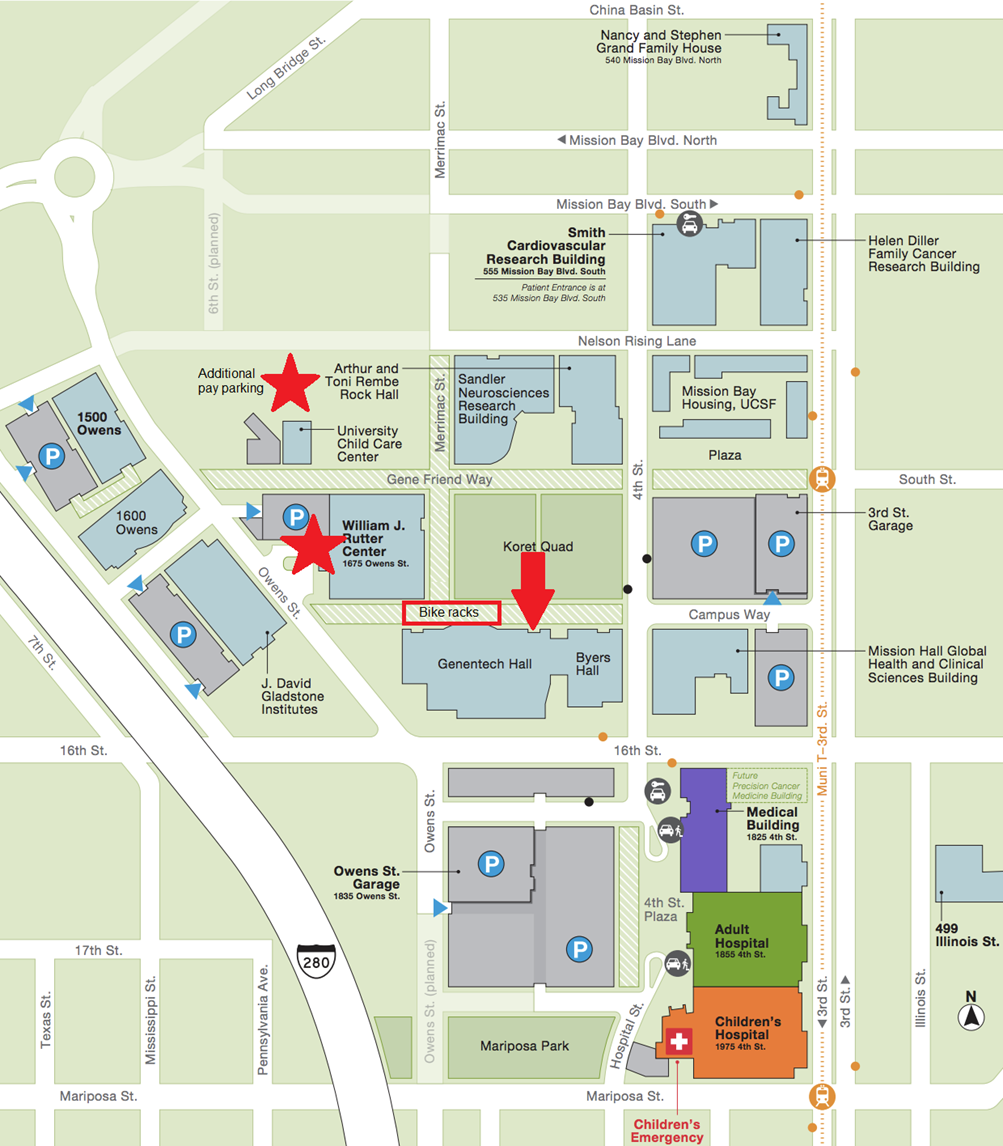 China Basin St.
Nancy and Stephen
Grand Family House
540 Mission Bay Blvd. North
Long Bridge St.
Merrimac St.
◀ Mission Bay Blvd. North
Mission Bay Blvd. South ▶
6th St. (planned)
Smith
Cardiovascular
Research Building
555 Mission Bay Blvd. South
Patient Entrance is at
535 Mission Bay Blvd. South
Helen Diller
Family Cancer
Research Building
Nelson Rising Lane
Additional
pay parking
Arthur and
Toni Rembe
Rock Hall
Merrimac St.
Sandler
Neurosciences
Research
Building
Mission Bay
Housing, UCSF
1500
Owens
P
University
Child Care
Center
Plaza
Gene Friend Way
4th St.
South St.
1600
Owens
P
William J.
Rutter
Center
1675 Owens St.
Koret Quad
P
P
3rd St.
Garage
Owens St.
Bike racks
Campus Way
7th St.
P
J. David
Gladstone
Institutes
Genentech Hall
Byers
Hall
P
Mission Hall Global
Health and Clinical
Sciences Building
Muni T–3rd. St.
16th St.
16th St.
Future
Precision Cancer
Medicine Building
Medical
Building
1825 4th St.
Owens St.
Owens St.
Garage
1835 Owens St.
P
P
4th St.
Plaza
Adult
Hospital
1855 4th St.
499
Illinois St.
17th St.
280
Texas St.
Mississippi St.
Pennsylvania Ave.
Owens St. (planned)
Mariposa Park
Hospital St.
Children's
Hospital
1975 4th St.
◀ 3rd St.
3rd St. ▶
Illinois St.
N
Mariposa St.
Mariposa St.
Children's
Emergency